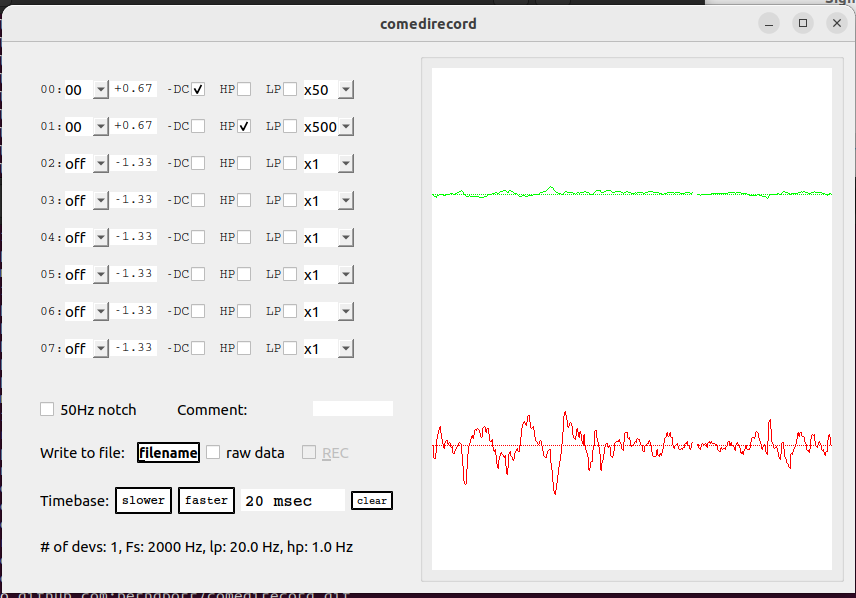 Sign
comedirecord
00: 00 +0.67 -DC HP LP x50
01: 00 +0.67 -DC HP LP x500
02: off -1.33 -DC HP LP x1
03: off -1.33 -DC HP LP x1
04: off -1.33 -DC HP LP x1
05: off -1.33 -DC HP LP x1
06: off -1.33 -DC HP LP x1
07: off -1.33 -DC HP LP x1
50Hz notch Comment:
Write to file: filename raw data REC
Timebase: slower faster 20 msec clear
# of devs: 1, Fs: 2000 Hz, lp: 20.0 Hz, hp: 1.0 Hz